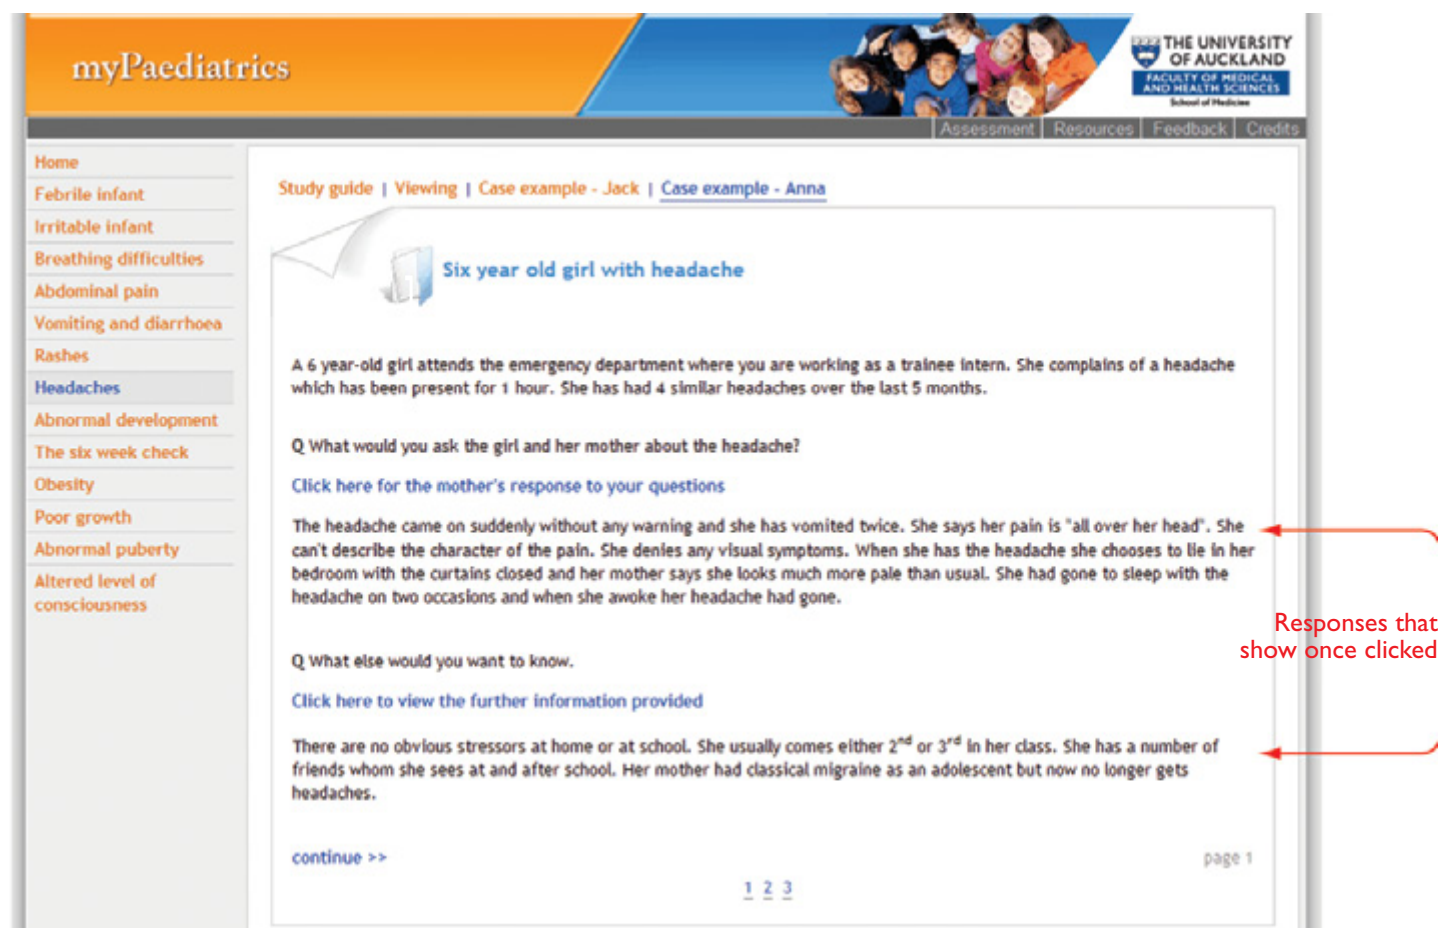 myPaediatrics
THE UNIVERSITY
OF AUCKLAND
FACULTY OF MEDICAL
AND HEALTH SCIENCES
School of Medicine
Assessment | Resources | Feedback | Credits
Home
Febrile infant
Irritable infant
Breathing difficulties
Abdominal pain
Vomiting and diarrhoea
Rashes
Headaches
Abnormal development
The six week check
Obesity
Poor growth
Abnormal puberty
Altered level of
consciousness
Study guide | Viewing | Case example - Jack | Case example - Anna
Six year old girl with headache
A 6 year-old girl attends the emergency department where you are working as a trainee intern. She complains of a headache
which has been present for 1 hour. She has had 4 similar headaches over the last 5 months.
Q What would you ask the girl and her mother about the headache?
Click here for the mother's response to your questions
The headache came on suddenly without any warning and she has vomited twice. She says her pain is "all over her head". She
can't describe the character of the pain. She denies any visual symptoms. When she has the headache she chooses to lie in her
bedroom with the curtains closed and her mother says she looks much more pale than usual. She had gone to sleep with the
headache on two occasions and when she awoke her headache had gone.
Q What else would you want to know.
Click here to view the further information provided
There are no obvious stressors at home or at school. She usually comes either 2nd or 3rd in her class. She has a number of
friends whom she sees at and after school. Her mother had classical migraine as an adolescent but now no longer gets
headaches.
continue >>
page 1
1 2 3
Responses that
show once clicked